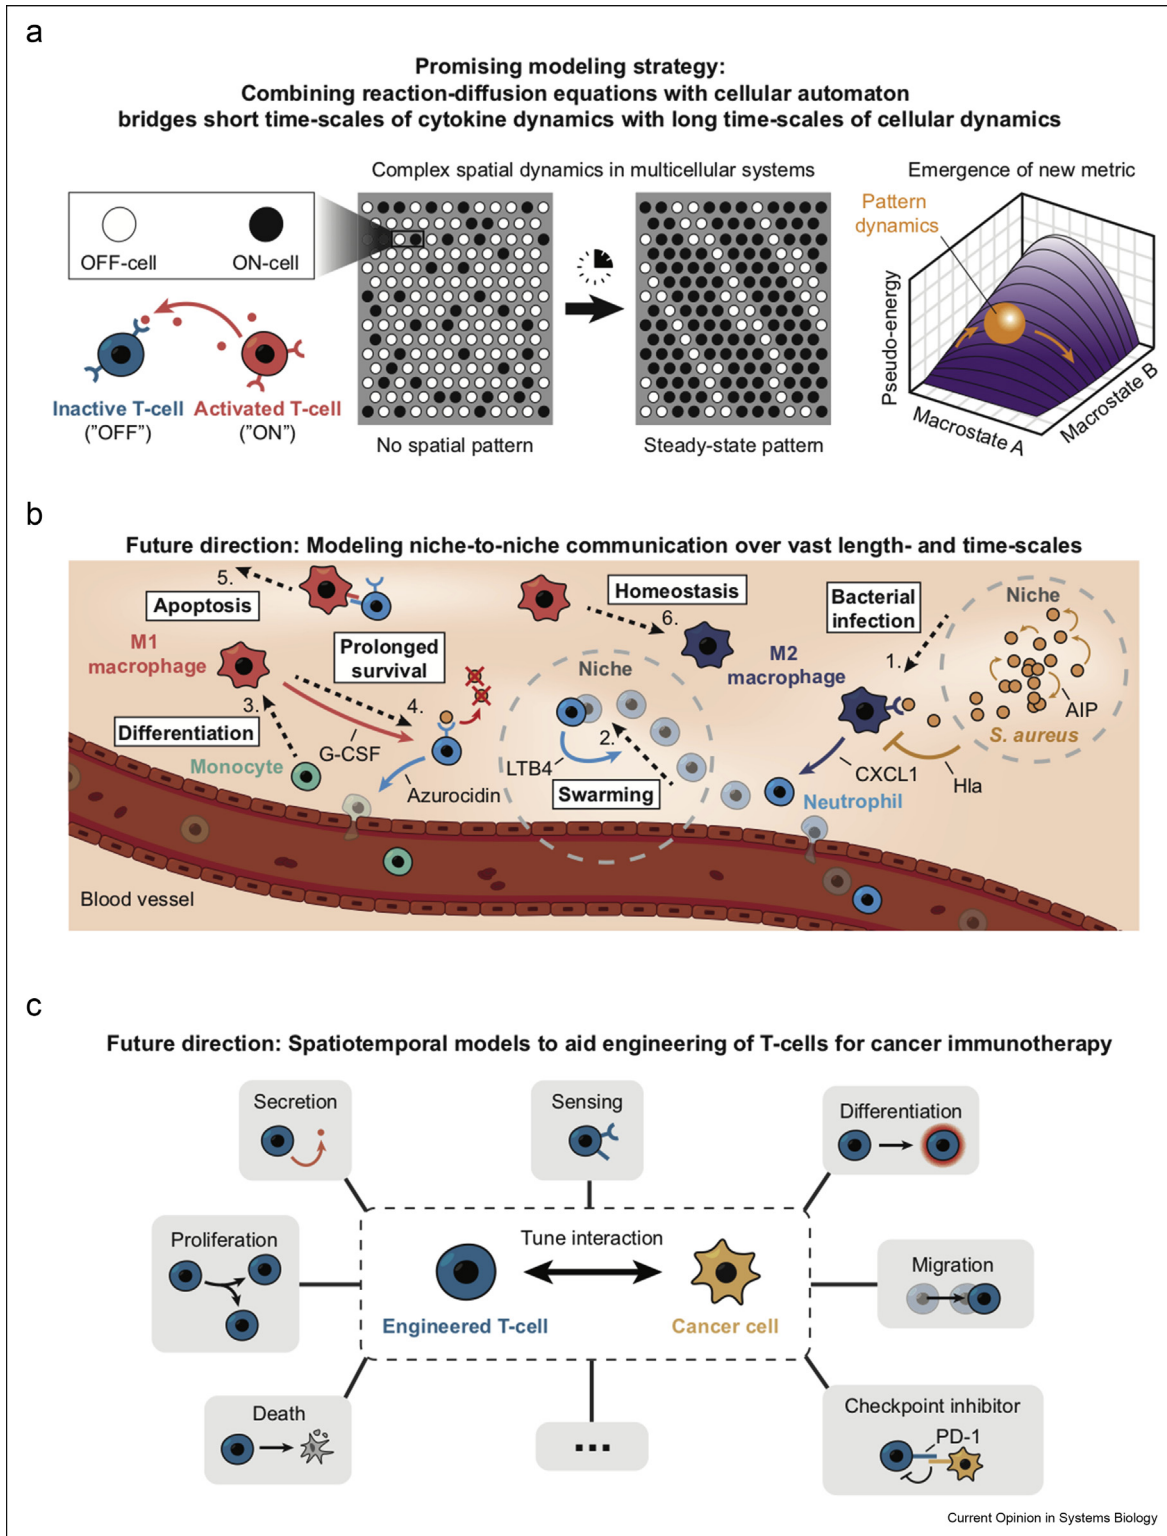 a
Promising modeling strategy:
Combining reaction-diffusion equations with cellular automaton
bridges short time-scales of cytokine dynamics with long time-scales of cellular dynamics
Complex spatial dynamics in multicellular systems
Emergence of new metric
OFF-cell
ON-cell
Inactive T-cell
("OFF")
Activated T-cell
("ON")
No spatial pattern
Steady-state pattern
Pattern
dynamics
Pseudo-energy
Macrostate A
Macrostate B
b
Future direction: Modeling niche-to-niche communication over vast length- and time-scales
5.
Apoptosis
M1
macrophage
Prolonged
survival
3.
4.
Differentiation
G-CSF
Monocyte
Azurocidin
Homeostasis
6.
M2
macrophage
Niche
2.
LTB4
Swarming
Bacterial
infection
1.
Niche
AIP
S. aureus
CXCL1
Hla
Neutrophil
Blood vessel
c
Future direction: Spatiotemporal models to aid engineering of T-cells for cancer immunotherapy
Secretion
Sensing
Differentiation
Proliferation
Tune interaction
Engineered T-cell
Cancer cell
Migration
Death
...
Checkpoint inhibitor
PD-1
Current Opinion in Systems Biology